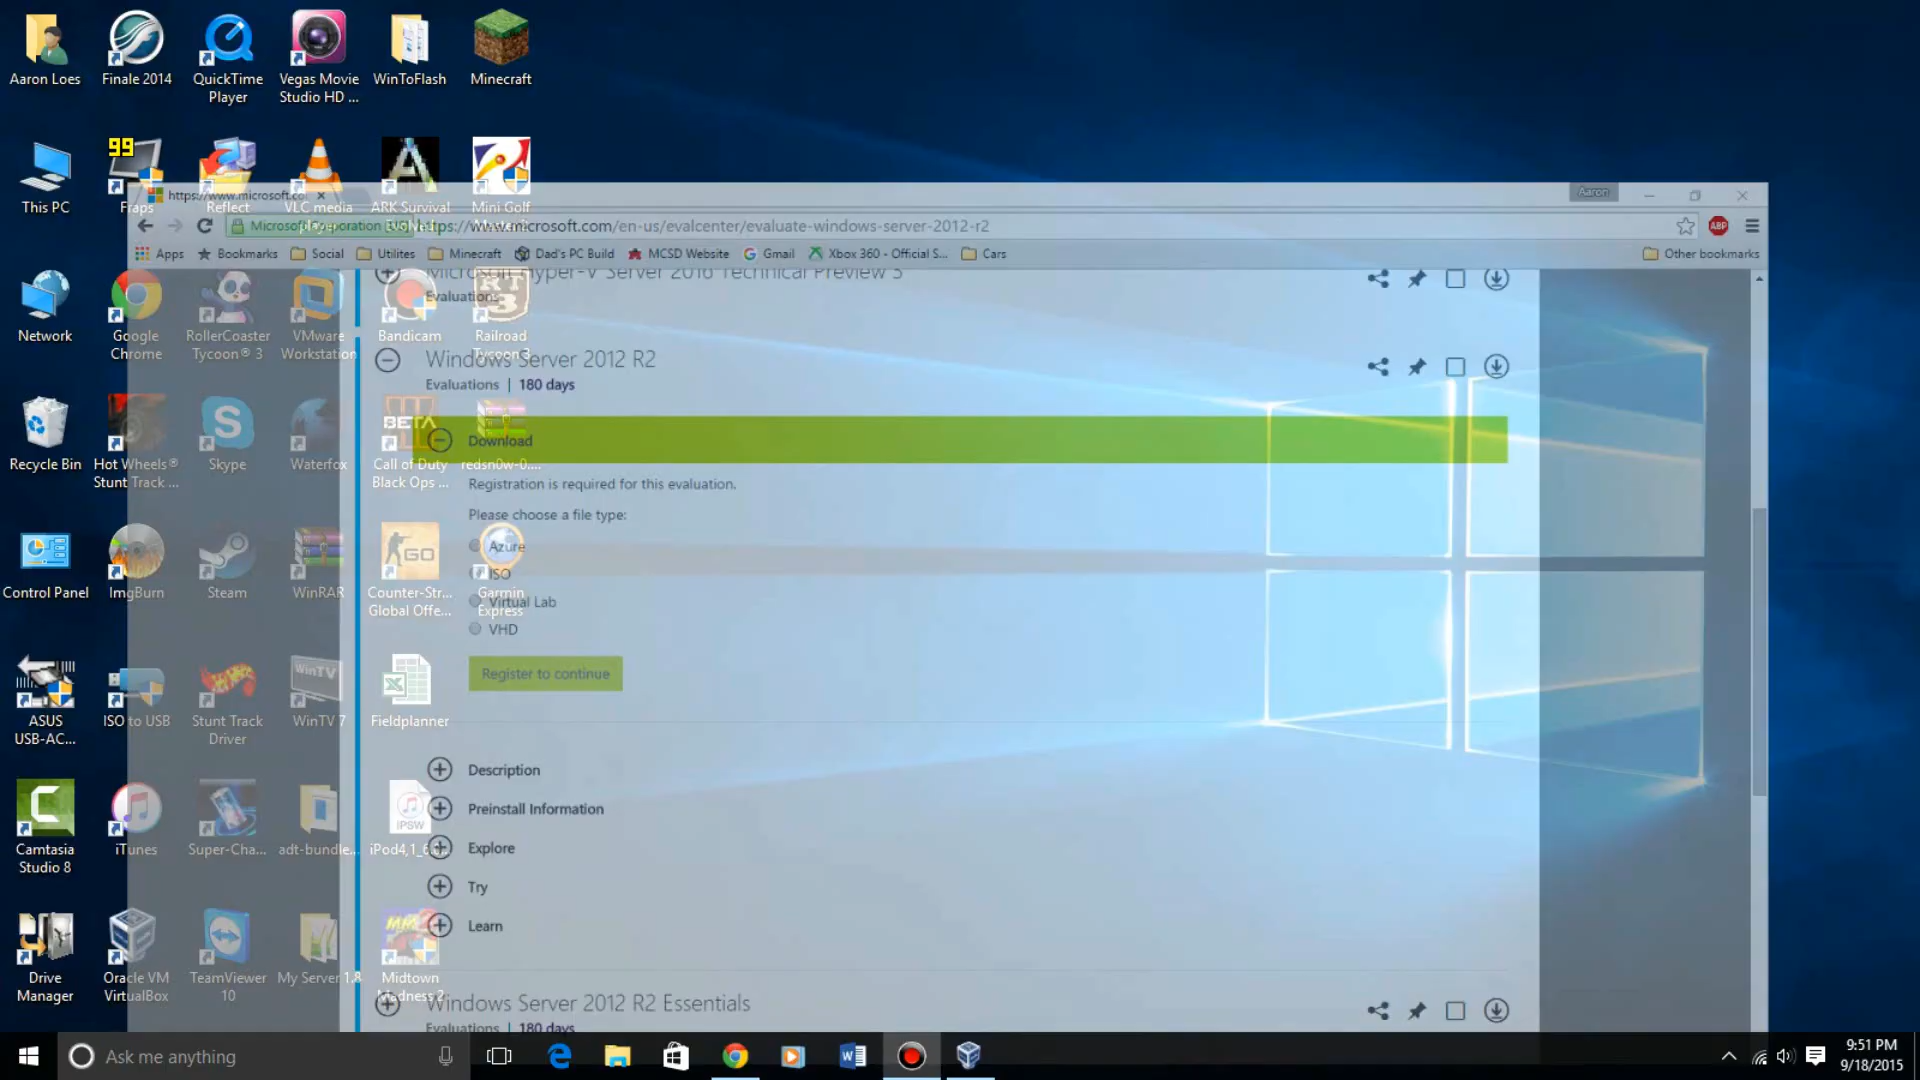 Aaron Loes
Finale 2014
QuickTime Player
Vegas Movie Studio HD ...
WinToFlash
Minecraft
This PC
99
Fraps
Reflect
VLC media
ARK Survival
Mini Golf
https://www.microsoft.co
Aaron
Microsoft Corporation
https://www.microsoft.com/en-us/evalcenter/evaluate-windows-server-2012-r2
ABP
Apps
Bookmarks
Social
Utilites
Minecraft
Dad's PC Build
MCSD Website
Gmail
Xbox 360 - Official S...
Cars
Other bookmarks
Microsoft Hyper-V Server 2016 Technical Preview 3
Evaluations
Network
Google Chrome
RollerCoaster Tycoon® 3
VMware Workstation
Bandicam
RT3
Railroad Tycoon 3
Windows Server 2012 R2
Evaluations | 180 days
Download
Registration is required for this evaluation.
Please choose a file type:
Azure
ISO
Virtual Lab
VHD
Register to continue
Description
Preinstall Information
Explore
Try
Learn
Windows Server 2012 R2 Essentials
Evaluations | 180 days
Recycle Bin
Hot Wheels® Stunt Track ...
Skype
Waterfox
BETA
Call of Duty Black Ops ...
redsn0w-0....
Control Panel
ImgBurn
Steam
WinRAR
GO
Counter-Str... Global Offe...
Garmin Express
ASUS USB-AC...
ISO to USB
Stunt Track Driver
WinTV
WinTV 7
Fieldplanner
Camtasia Studio 8
iTunes
Super-Cha...
adt-bundle...
IPSW
iPod4,1_6....
Drive Manager
Oracle VM VirtualBox
TeamViewer 10
My Server 1.8
Midtown Madness 2
Ask me anything
9:51 PM
9/18/2015